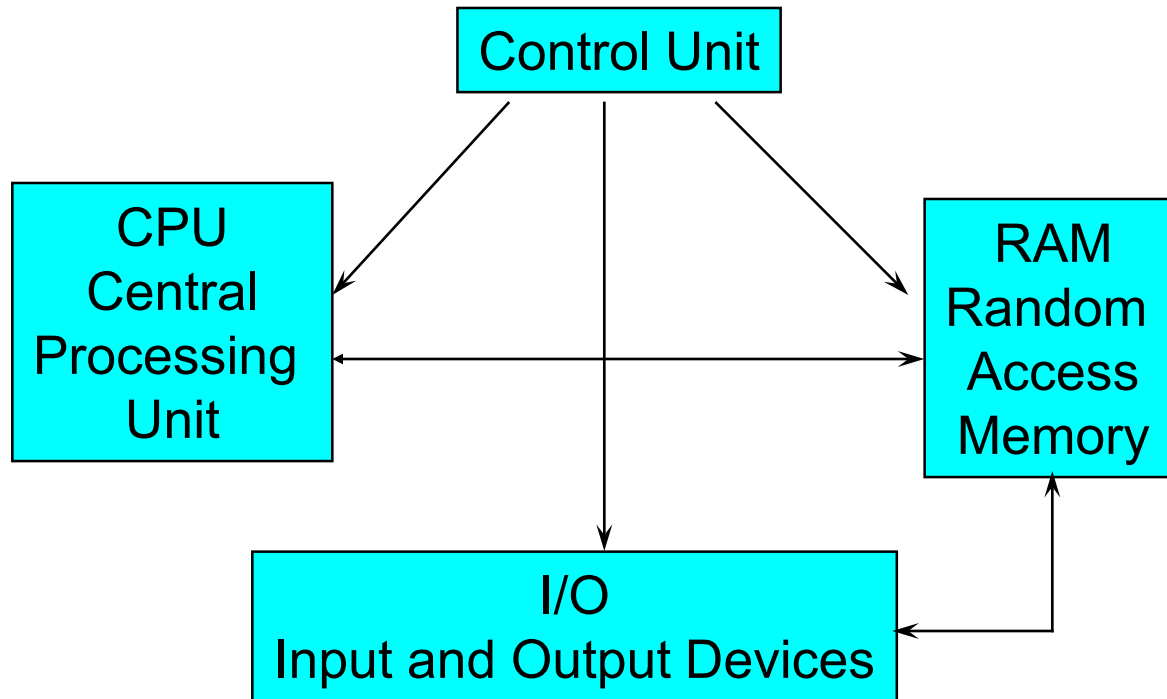 Control Unit
CPU
Central
Processing
Unit
RAM
Random
Access
Memory
I/O
Input and Output Devices